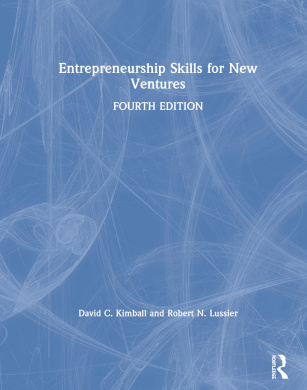 Entrepreneurship Skills for New
Ventures
FOURTH EDITION
David C. Kimball and Robert N. Lussier
ROUTLEDGE